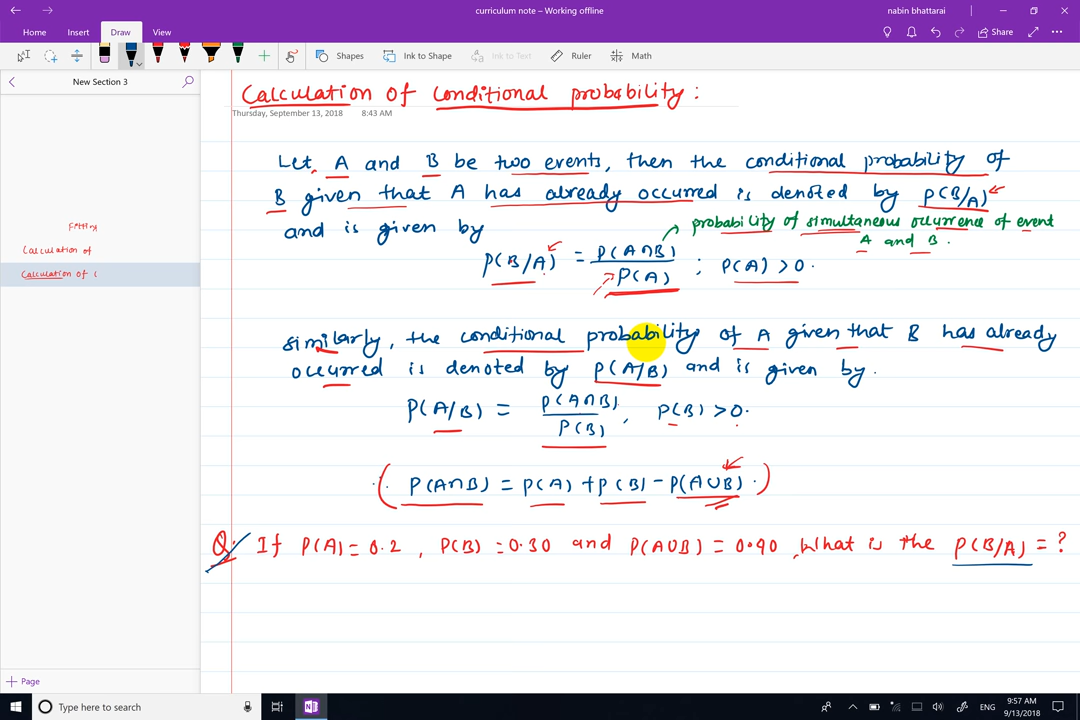 curriculum note – Working offline
nabin bhattarai
Home
Insert
Draw
View
Share
Shapes
Ink to Shape
Ink to Text
Ruler
Math
New Section 3
Calculation of
Calculation of C
Page
Calculation of conditional probability :
Thursday, September 13, 2018
8:43 AM
Let A and B be two events, then the conditional probability of
B given that A has already occurred is denoted by P(B/A)
and is given by
probability of simultaneous occurrence of event
A and B.
P(B/A) = P(A∩B) / P(A) ; P(A) > 0.
Similarly, the conditional probability of A given that B has already
occurred is denoted by P(A/B) and is given by.
P(A/B) = P(A∩B) / P(B) , P(B) > 0.
( P(A∩B) = P(A) + P(B) - P(A∪B) . )
Q: If P(A) = 0.2 , P(B) = 0.30 and P(A∪B) = 0.40 , What is the P(B/A) = ?
Type here to search
ENG
9:57 AM
9/13/2018